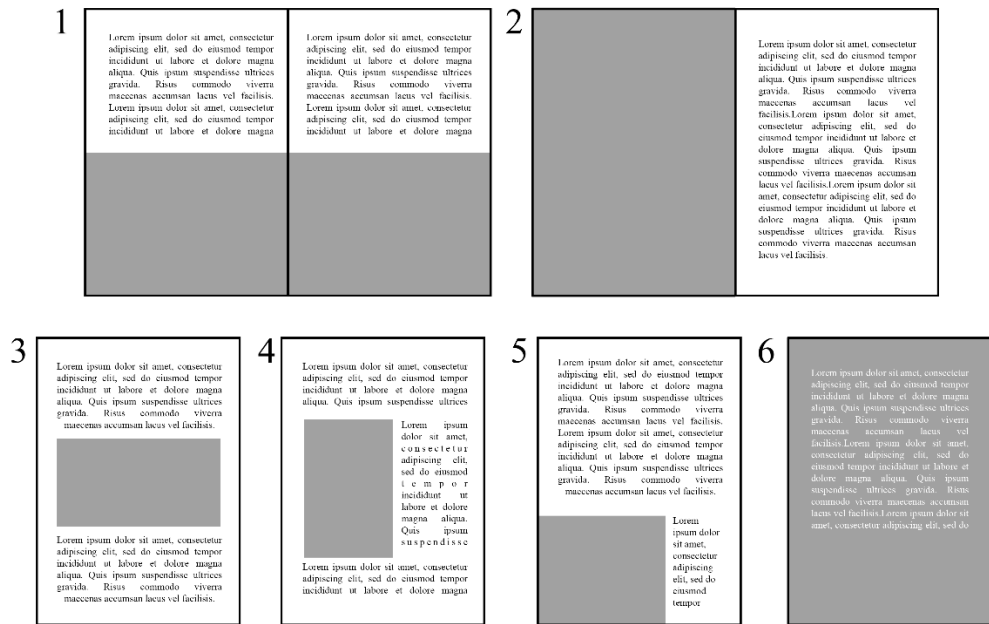 1
Lorem ipsum dolor sit amet, consectetur
adipiscing elit, sed do eiusmod tempor
incididunt ut labore et dolore magna
aliqua. Quis ipsum suspendisse ultrices
gravida. Risus commodo viverra
maecenas accumsan lacus vel facilisis.
Lorem ipsum dolor sit amet, consectetur
adipiscing elit, sed do eiusmod tempor
incididunt ut labore et dolore magna
Lorem ipsum dolor sit amet, consectetur
adipiscing elit, sed do eiusmod tempor
incididunt ut labore et dolore magna
aliqua. Quis ipsum suspendisse ultrices
gravida. Risus commodo viverra
maecenas accumsan lacus vel facilisis.
Lorem ipsum dolor sit amet, consectetur
adipiscing elit, sed do eiusmod tempor
incididunt ut labore et dolore magna
2
Lorem ipsum dolor sit amet, consectetur
adipiscing elit, sed do eiusmod tempor
incididunt ut labore et dolore magna
aliqua. Quis ipsum suspendisse ultrices
gravida. Risus commodo viverra
maecenas accumsan lacus vel
facilisis.Lorem ipsum dolor sit amet,
consectetur adipiscing elit, sed do
eiusmod tempor incididunt ut labore et
dolore magna aliqua. Quis ipsum
suspendisse ultrices gravida. Risus
commodo viverra maecenas accumsan
lacus vel facilisis.Lorem ipsum dolor sit
amet, consectetur adipiscing elit, sed do
eiusmod tempor incididunt ut labore et
dolore magna aliqua. Quis ipsum
suspendisse ultrices gravida. Risus
commodo viverra maecenas accumsan
lacus vel facilisis.
3
Lorem ipsum dolor sit amet, consectetur
adipiscing elit, sed do eiusmod tempor
incididunt ut labore et dolore magna
aliqua. Quis ipsum suspendisse ultrices
gravida. Risus commodo viverra
maecenas accumsan lacus vel facilisis.
Lorem ipsum dolor sit amet, consectetur
adipiscing elit, sed do eiusmod tempor
incididunt ut labore et dolore magna
aliqua. Quis ipsum suspendisse ultrices
gravida. Risus commodo viverra
maecenas accumsan lacus vel facilisis.
4
Lorem ipsum dolor sit amet, consectetur
adipiscing elit, sed do eiusmod tempor
incididunt ut labore et dolore magna
aliqua. Quis ipsum suspendisse ultrices
Lorem ipsum
dolor sit amet,
consectetur
adipiscing elit,
sed do eiusmod
tempor
incididunt ut
labore et dolore
magna aliqua.
Quis ipsum
suspendisse
Lorem ipsum dolor sit amet, consectetur
adipiscing elit, sed do eiusmod tempor
incididunt ut labore et dolore magna
5
Lorem ipsum dolor sit amet, consectetur
adipiscing elit, sed do eiusmod tempor
incididunt ut labore et dolore magna
aliqua. Quis ipsum suspendisse ultrices
gravida. Risus commodo viverra
maecenas accumsan lacus vel facilisis.
Lorem ipsum dolor sit amet, consectetur
adipiscing elit, sed do eiusmod tempor
incididunt ut labore et dolore magna
aliqua. Quis ipsum suspendisse ultrices
gravida. Risus commodo viverra
maecenas accumsan lacus vel facilisis.
Lorem
ipsum dolor
sit amet,
consectetur
adipiscing
elit, sed do
eiusmod
tempor
6
Lorem ipsum dolor sit amet, consectetur
adipiscing elit, sed do eiusmod tempor
incididunt ut labore et dolore magna
aliqua. Quis ipsum suspendisse ultrices
gravida. Risus commodo viverra
maecenas accumsan lacus vel
facilisis.Lorem ipsum dolor sit amet,
consectetur adipiscing elit, sed do
eiusmod tempor incididunt ut labore et
dolore magna aliqua. Quis ipsum
suspendisse ultrices gravida. Risus
commodo viverra maecenas accumsan
lacus vel facilisis.Lorem ipsum dolor sit
amet, consectetur adipiscing elit, sed do